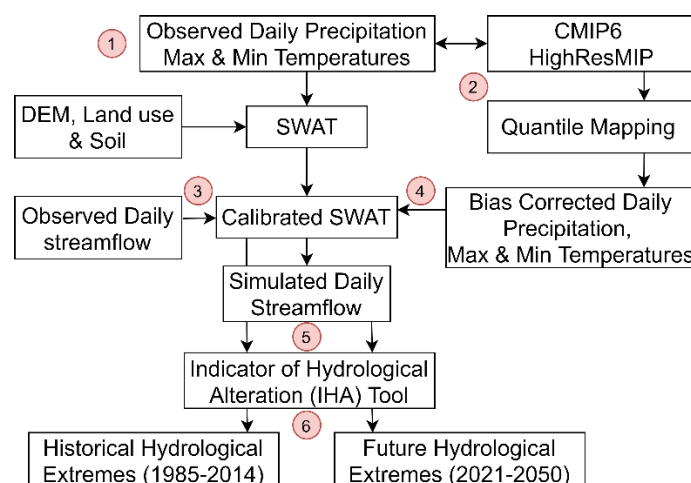 1
Observed Daily Precipitation
Max & Min Temperatures
CMIP6
HighResMIP
2
DEM, Land use
& Soil
SWAT
Quantile Mapping
3
4
Observed Daily
streamflow
Calibrated SWAT
Bias Corrected Daily
Precipitation,
Max & Min Temperatures
Simulated Daily
Streamflow
5
Indicator of Hydrological
Alteration (IHA) Tool
6
Historical Hydrological
Extremes (1985-2014)
Future Hydrological
Extremes (2021-2050)